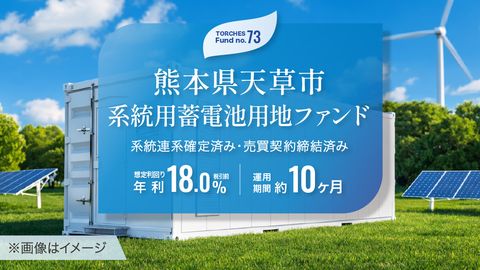 TORCHES
Fund no.73
熊本県天草市
系統用蓄電池用地ファンド
系統連系確定済み・売買契約締結済み
想定利回り 年利18.0% 税引前
運用期間 約10ヶ月
※画像はイメージ